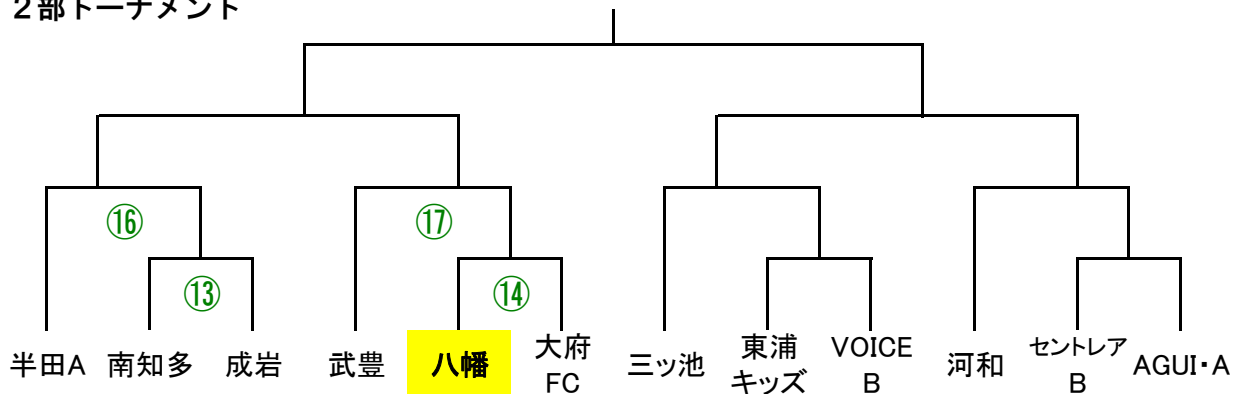 ２部トーナメント
⑯
⑰
⑬
⑭
半田A
南知多
成岩
武豊
八幡
大府
FC
三ッ池
東浦
キッズ
VOICE
B
河和
セントレア
B
AGUI・A